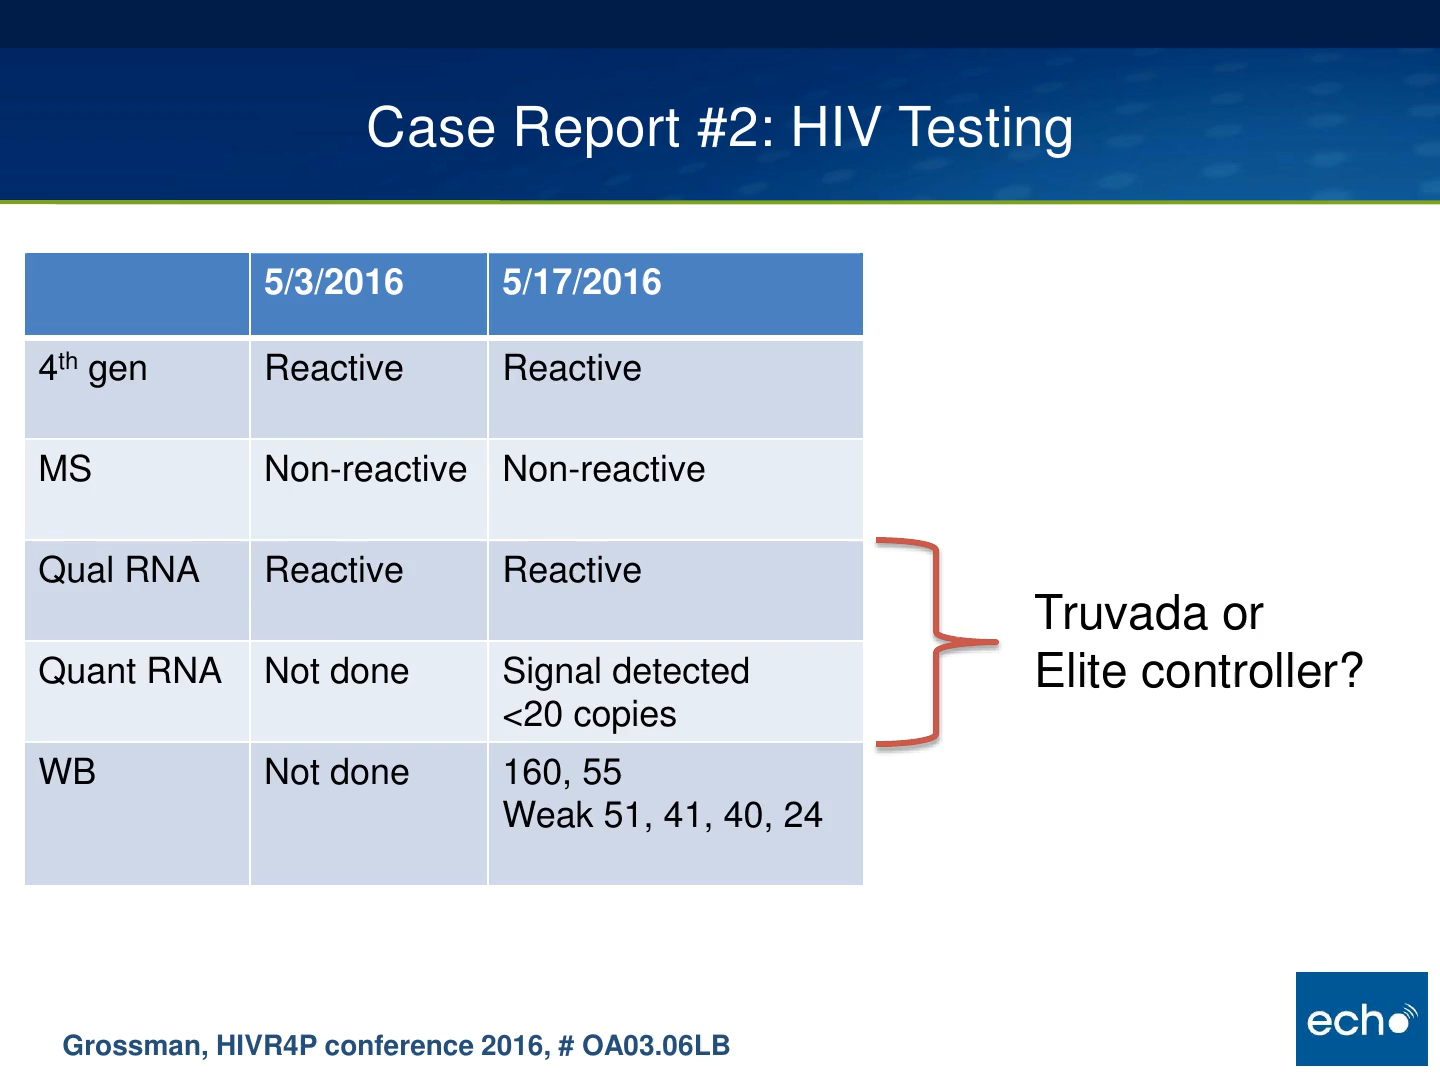 Case Report #2: HIV Testing
5/3/2016 5/17/2016
4th gen Reactive Reactive
MS Non-reactive Non-reactive
Qual RNA Reactive Reactive
Quant RNA Not done Signal detected
<20 copies
WB Not done 160, 55
Weak 51, 41, 40, 24
Truvada or
Elite controller?
Grossman, HIVR4P conference 2016, # OA03.06LB
echo